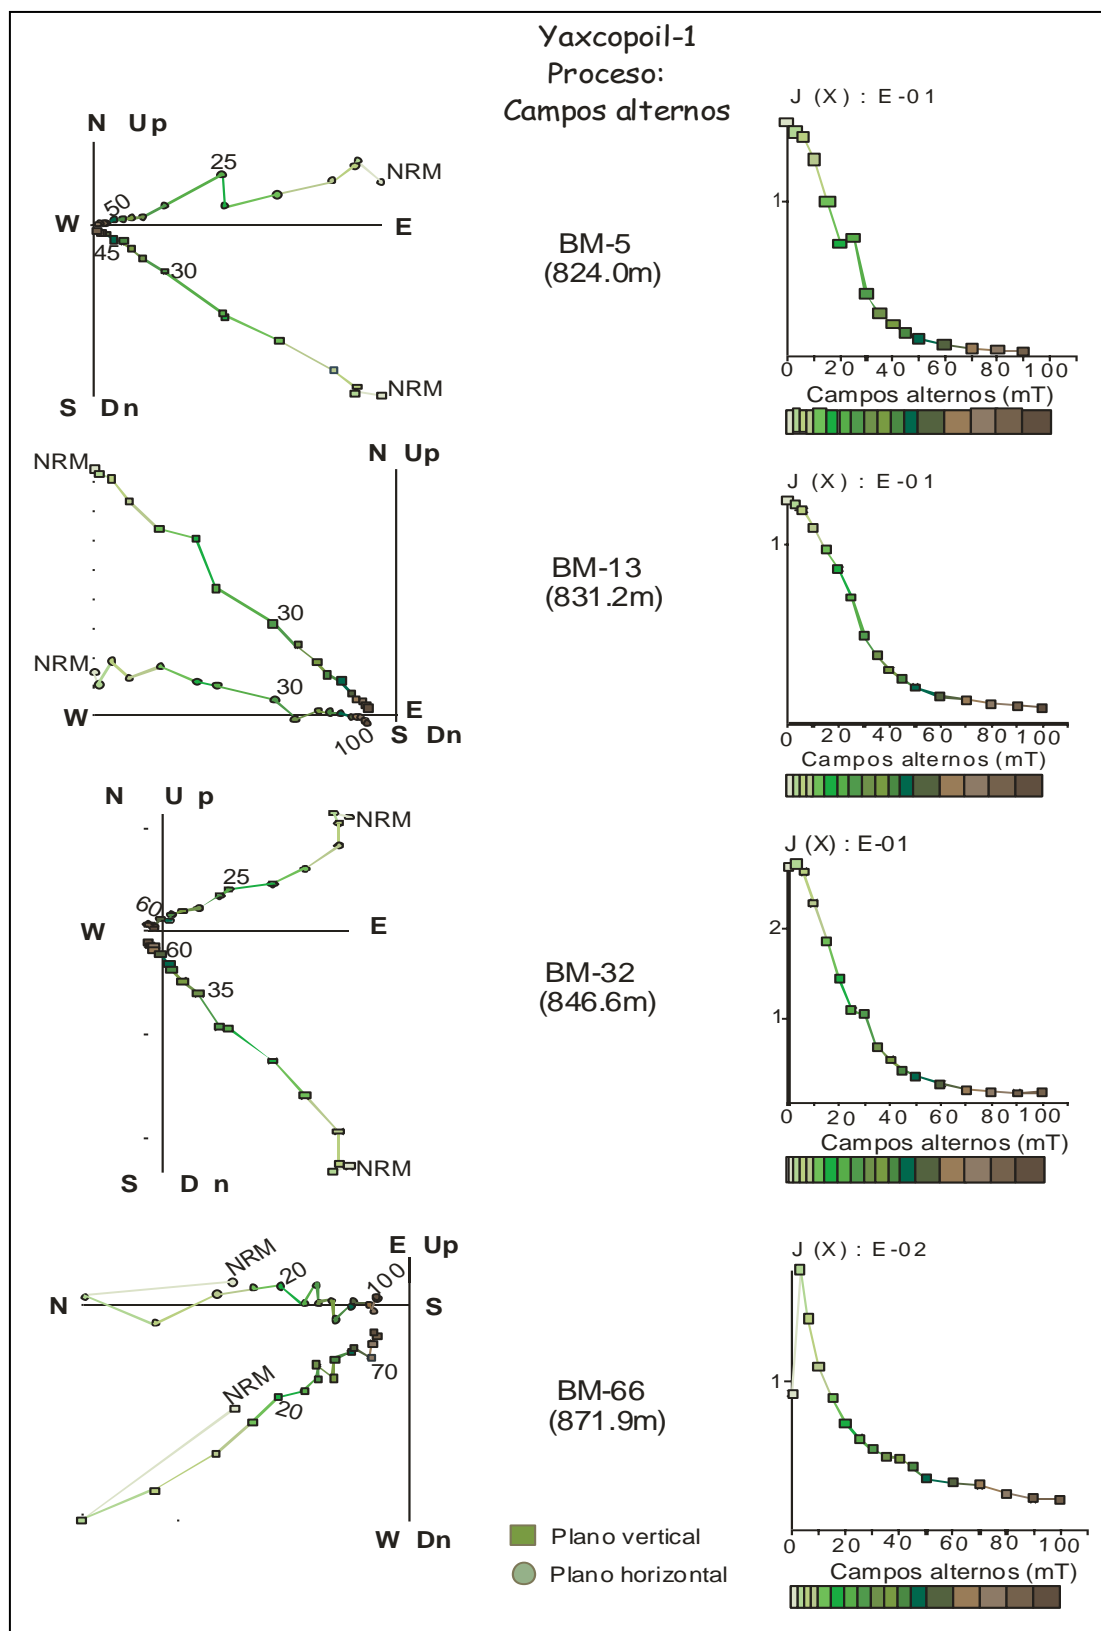 Yaxcopoil-1
Proceso:
Campos alternos
N Up
NRM
25
50
W
E
45
30
NRM
S Dn
BM-5
(824.0m)
J (X) : E-01
1
0 20 40 60 80 100
Campos alternos (mT)
N Up
NRM
30
NRM
30
W
E
100
S Dn
BM-13
(831.2m)
J (X) : E-01
1
0 20 40 60 80 100
Campos alternos (mT)
N Up
NRM
25
60
W
E
60
35
NRM
S Dn
BM-32
(846.6m)
J (X) : E-01
2
1
0 20 40 60 80 100
Campos alternos (mT)
E Up
NRM
20
100
N
S
70
NRM
20
W Dn
BM-66
(871.9m)
J (X) : E-02
1
0 20 40 60 80 100
Campos alternos (mT)
Plano vertical
Plano horizontal